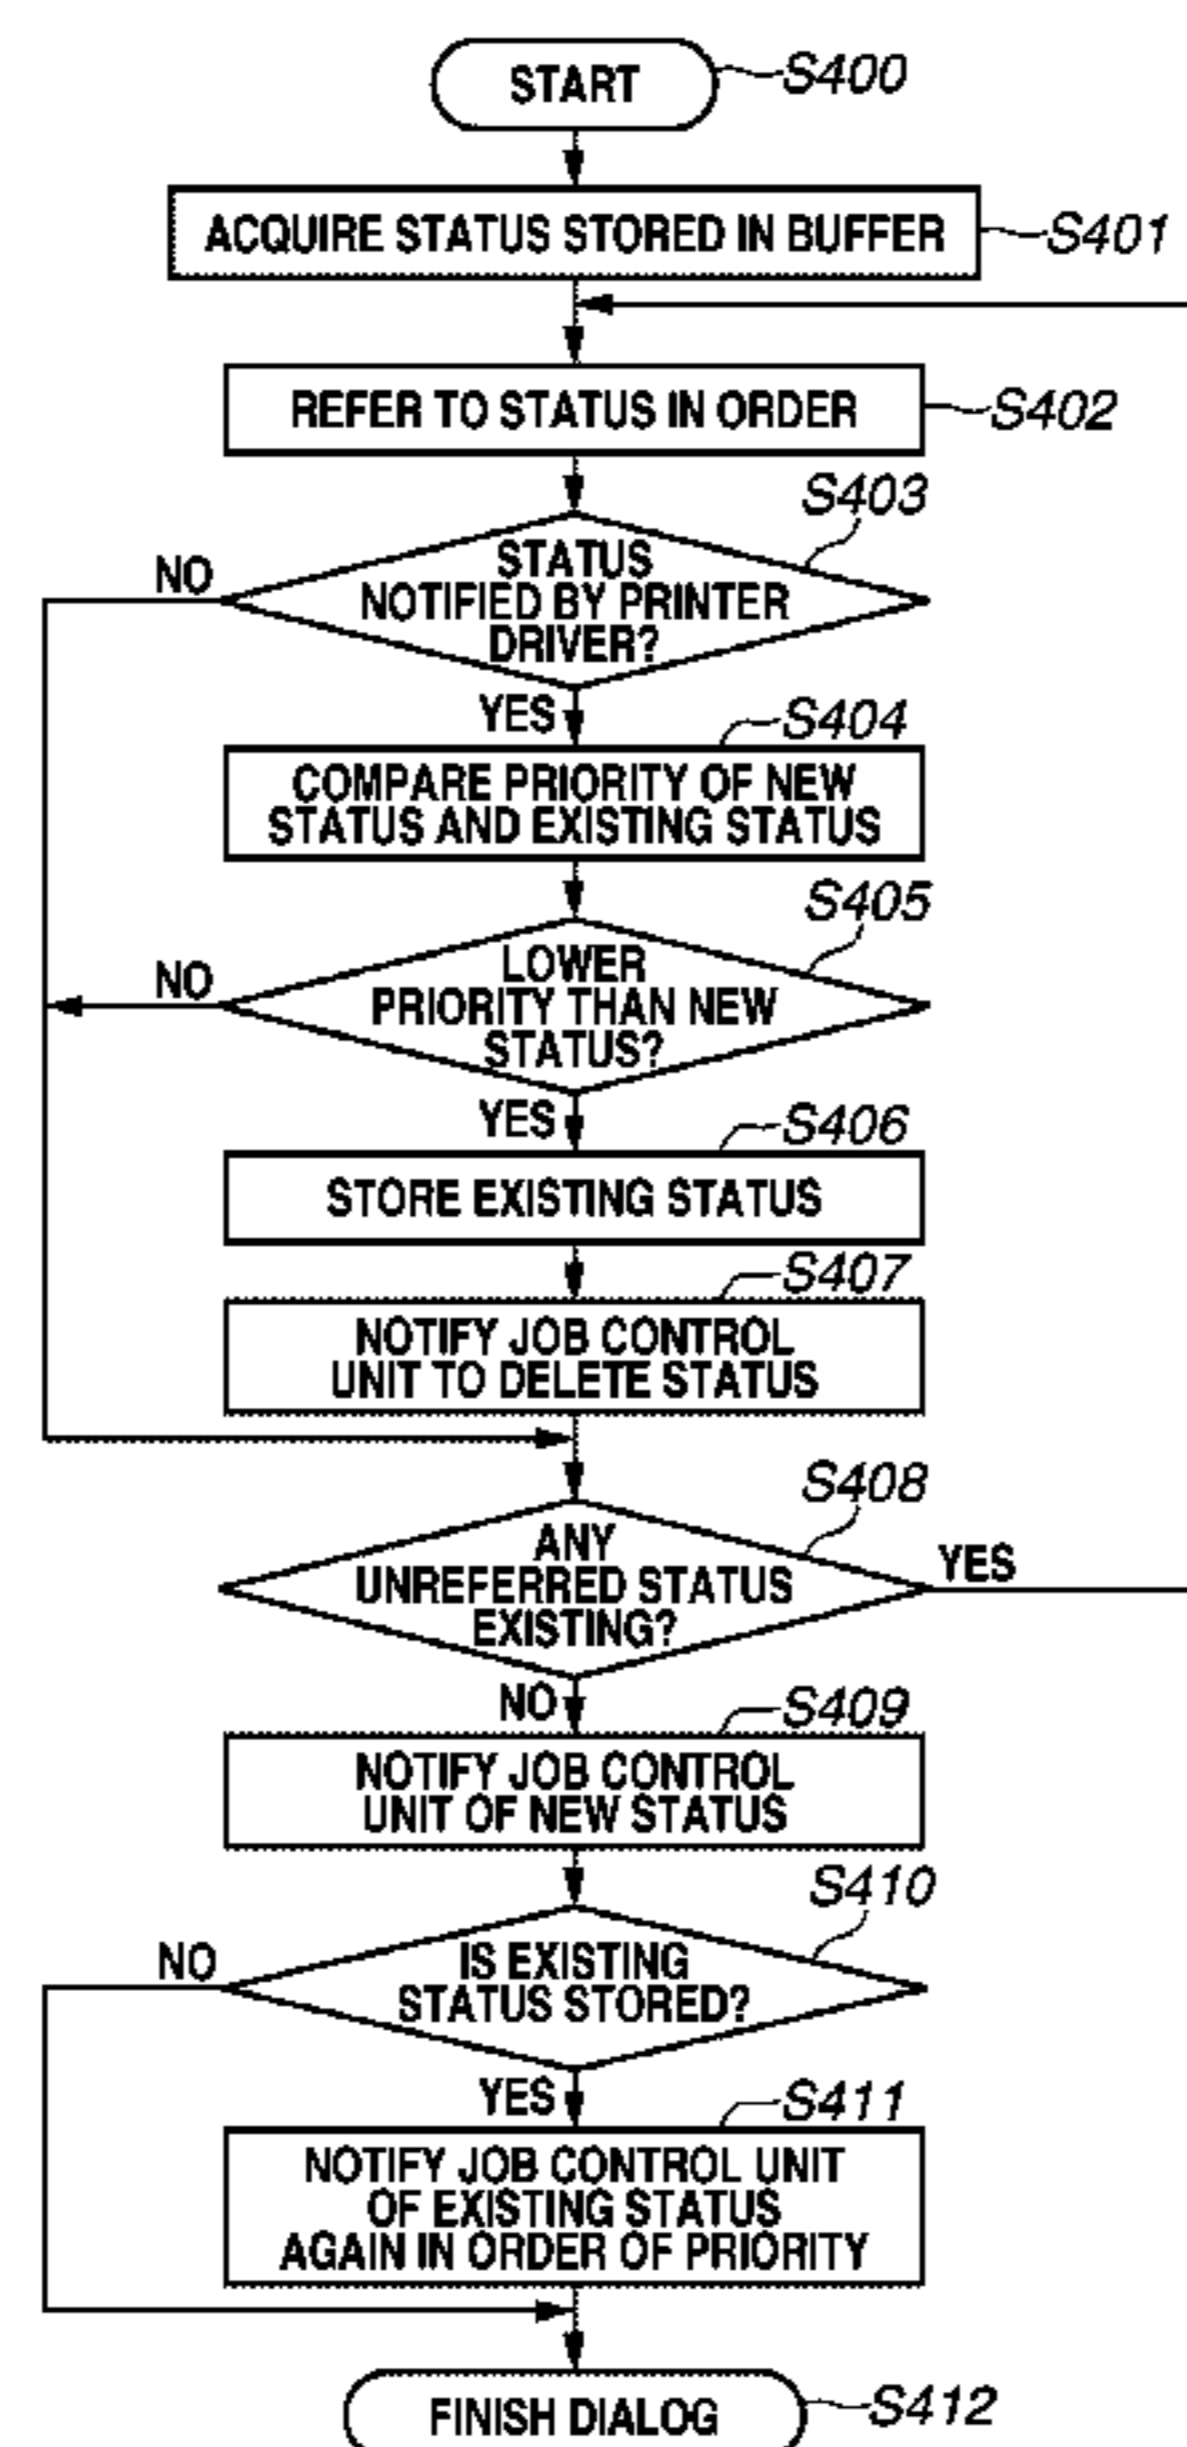 START
S400
ACQUIRE STATUS STORED IN BUFFER
S401
REFER TO STATUS IN ORDER
S402
S403
STATUS
NOTIFIED BY PRINTER
DRIVER?
NO
YES
S404
COMPARE PRIORITY OF NEW
STATUS AND EXISTING STATUS
S405
LOWER
PRIORITY THAN NEW
STATUS?
NO
YES
S406
STORE EXISTING STATUS
S407
NOTIFY JOB CONTROL
UNIT TO DELETE STATUS
S408
ANY
UNREFERRED STATUS
EXISTING?
YES
NO
S409
NOTIFY JOB CONTROL
UNIT OF NEW STATUS
S410
IS EXISTING
STATUS STORED?
NO
YES
S411
NOTIFY JOB CONTROL UNIT
OF EXISTING STATUS
AGAIN IN ORDER OF PRIORITY
FINISH DIALOG
S412